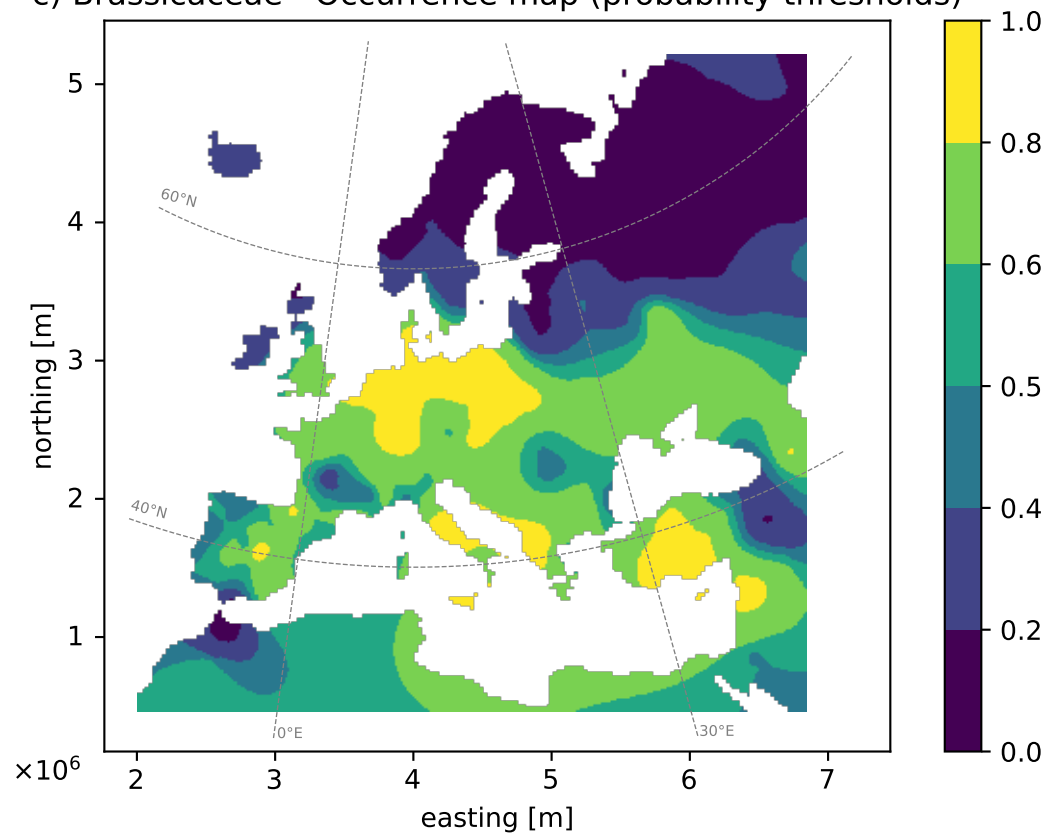 c) Brassicaceae - Occurrence map (probability thresholds)
1.0
0.8
0.6
0.5
0.4
0.2
0.0
5
4
3
2
1
northing [m]
60°N
40°N
0°E
30°E
×10⁶
2 3 4 5 6 7
easting [m]